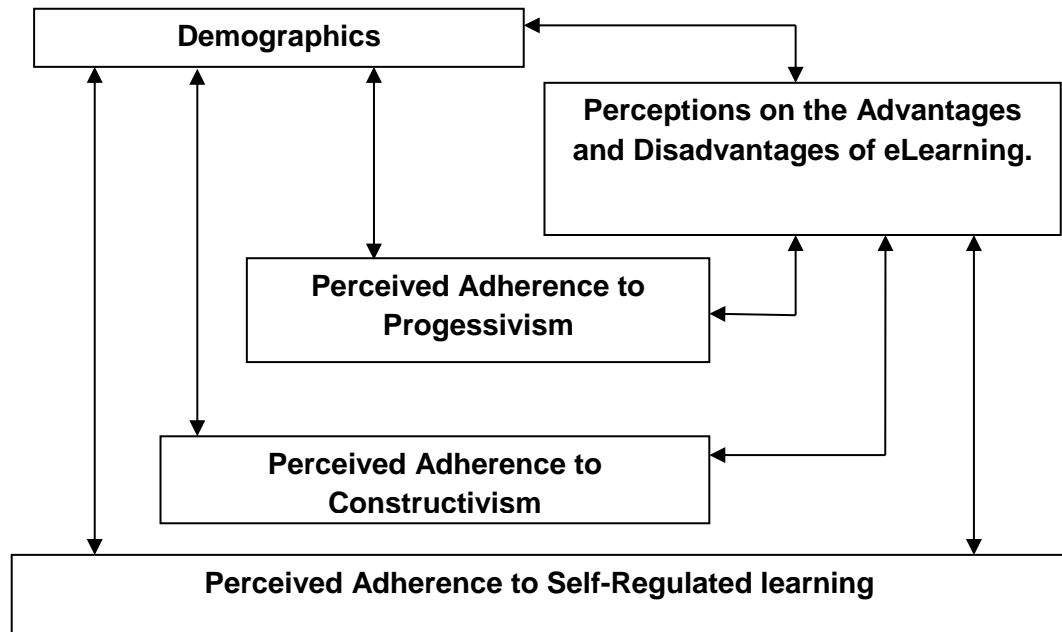 Demographics
Perceptions on the Advantages
and Disadvantages of eLearning.
Perceived Adherence to
Progessivism
Perceived Adherence to
Constructivism
Perceived Adherence to Self-Regulated learning